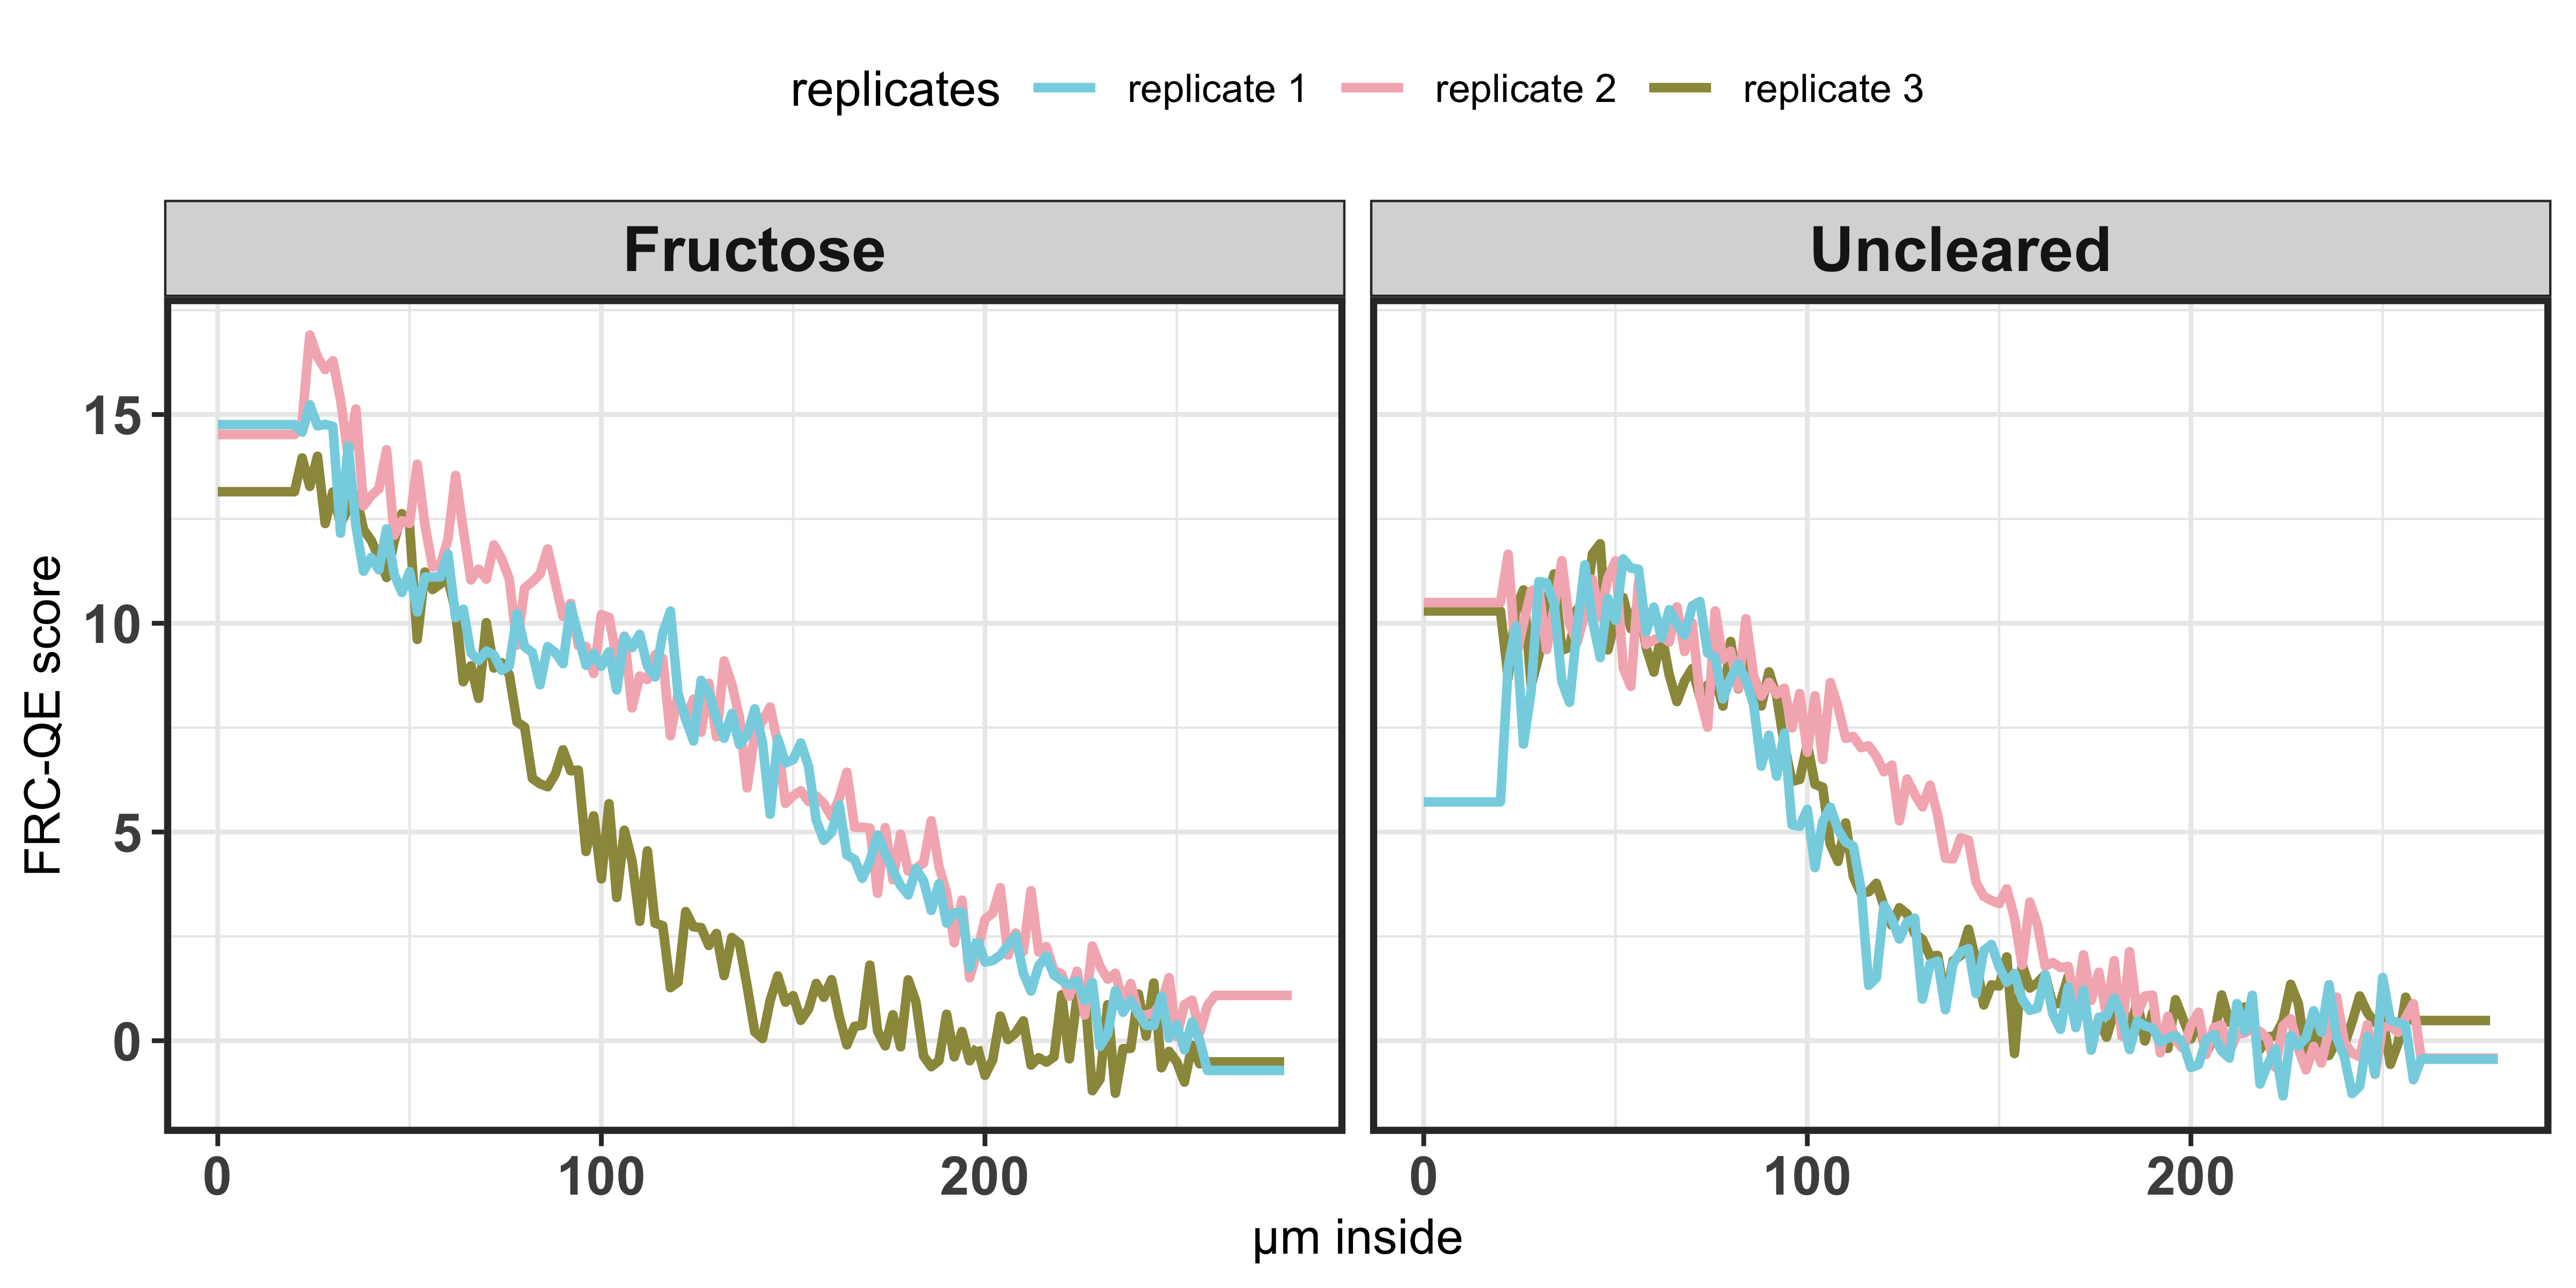 replicates replicate 1 replicate 2 replicate 3
Fructose Uncleared
FRC-QE score
15
10
5
0
0 100 200 0 100 200
µm inside